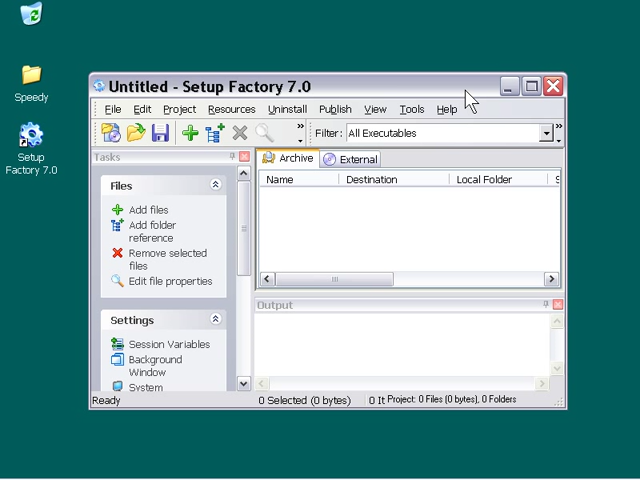 Speedy
Setup
Factory 7.0
Untitled - Setup Factory 7.0
File Edit Project Resources Uninstall Publish View Tools Help
» Filter: All Executables »
Tasks
Files
Add files
Add folder
reference
Remove selected
files
Edit file properties
Settings
Session Variables
Background
Window
System
Archive External
Name Destination Local Folder S
Output
Ready 0 Selected (0 bytes) 0 It Project: 0 Files (0 bytes), 0 Folders